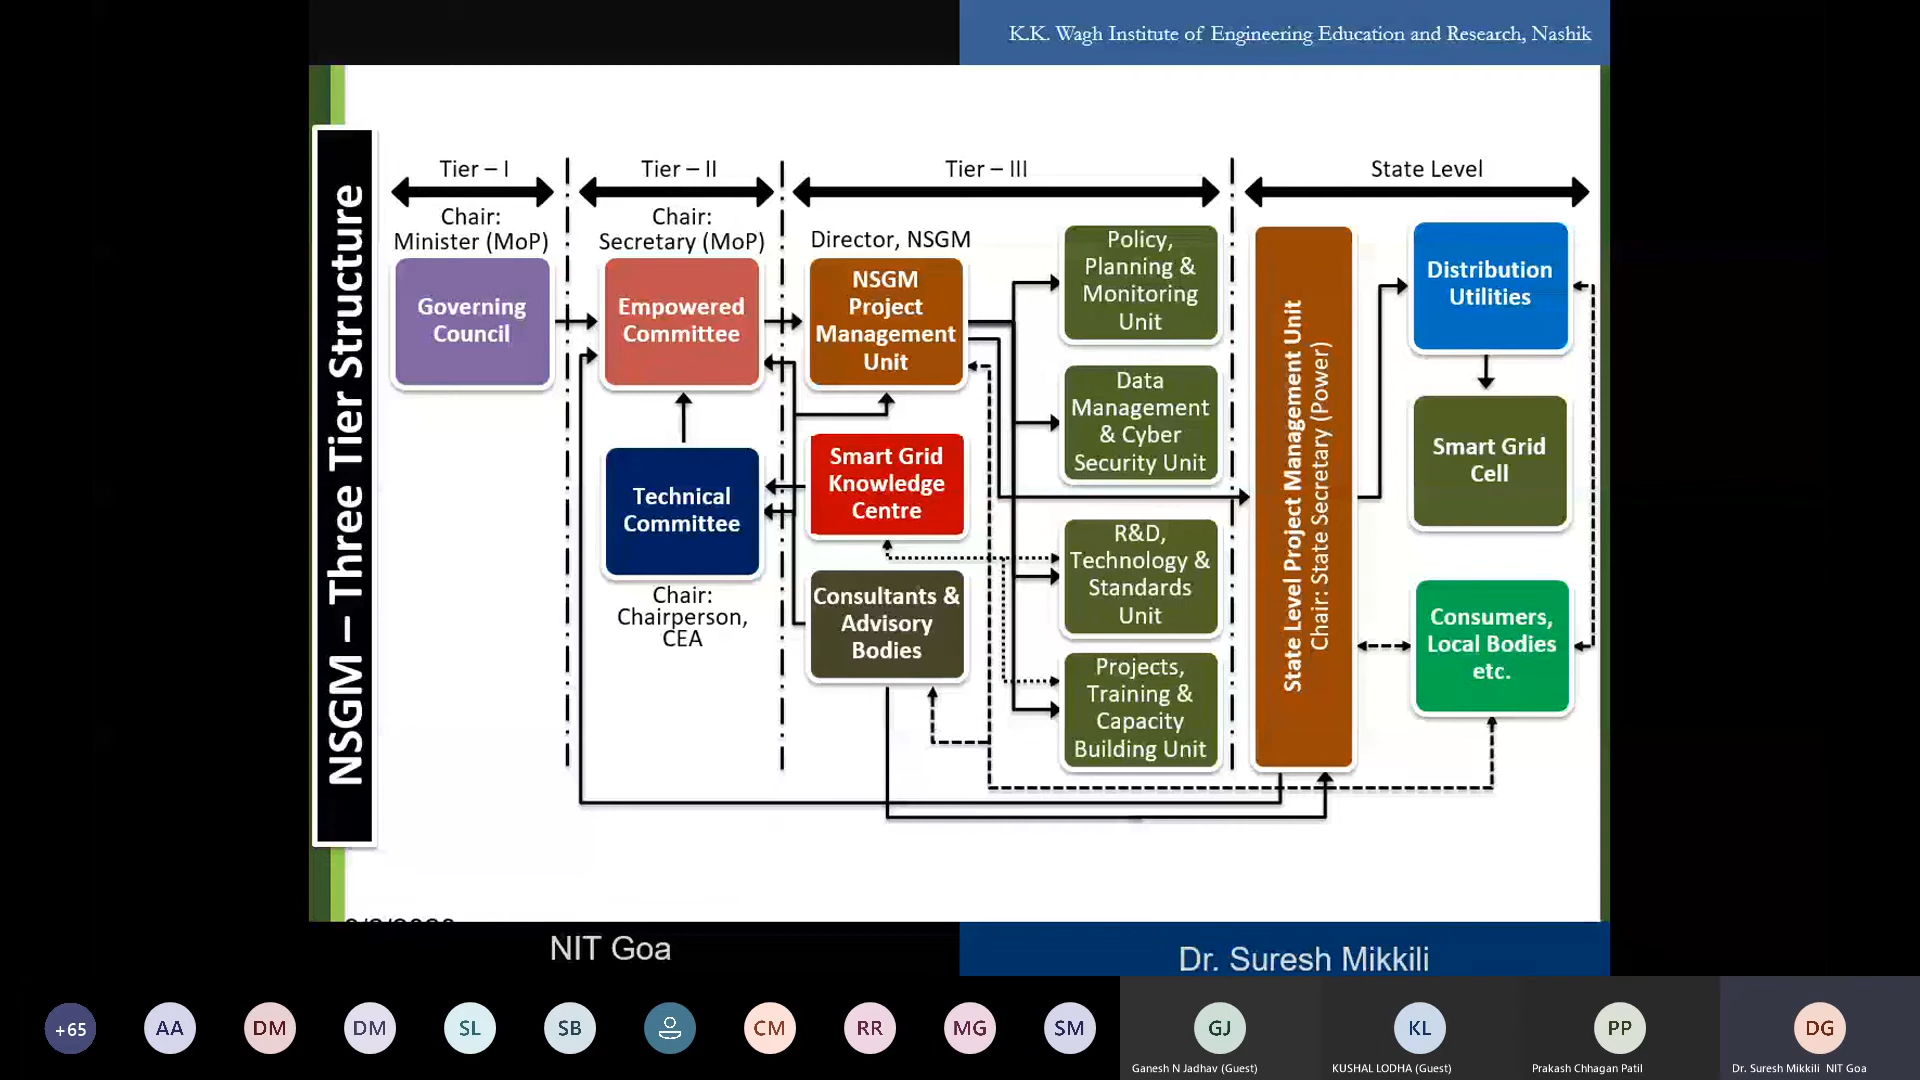 K.K. Wagh Institute of Engineering Education and Research, Nashik
NSGM – Three Tier Structure
Tier – I
Tier – II
Tier – III
State Level
Chair:
Minister (MoP)
Governing
Council
Chair:
Secretary (MoP)
Empowered
Committee
Technical
Committee
Chair:
Chairperson,
CEA
Director, NSGM
NSGM
Project
Management
Unit
Smart Grid
Knowledge
Centre
Consultants &
Advisory
Bodies
Policy,
Planning &
Monitoring
Unit
Data
Management
& Cyber
Security Unit
R&D,
Technology &
Standards
Unit
Projects,
Training &
Capacity
Building Unit
State Level Project Management Unit
Chair: State Secretary (Power)
Distribution
Utilities
Smart Grid
Cell
Consumers,
Local Bodies
etc.
NIT Goa
Dr. Suresh Mikkili
+65
AA
DM
DM
SL
SB
CM
RR
MG
SM
GJ
KL
PP
DG
Ganesh N Jadhav (Guest)
KUSHAL LODHA (Guest)
Prakash Chhagan Patil
Dr. Suresh Mikkili NIT Goa